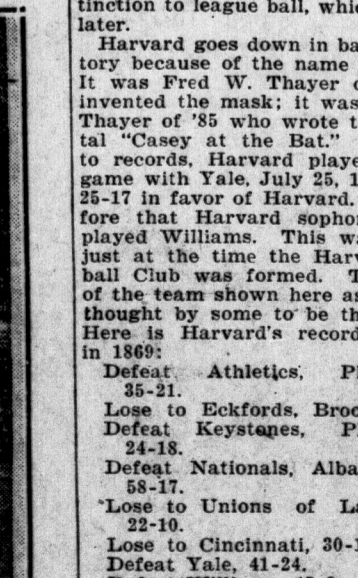 tinction to league ball, whi
later.
Harvard goes down in ba
tory because of the name
It was Fred W. Thayer
invented the mask; it was
Thayer of '85 who wrote t
tal "Casey at the Bat."
to records, Harvard playe
game with Yale, July 25, 1
25-17 in favor of Harvard.
fore that Harvard sopho
played Williams. This wa
just at the time the Har
ball Club was formed. T
of the team shown here a
thought by some to be th
Here is Harvard's record
in 1869:
Defeat Athletics, P
35-21.
Lose to Eckfords, Broo
Defeat Keystones, P
24-18.
Defeat Nationals, Alba
58-17.
Lose to Unions of La
22-10.
Lose to Cincinnati, 30-1
Defeat Yale, 41-24.